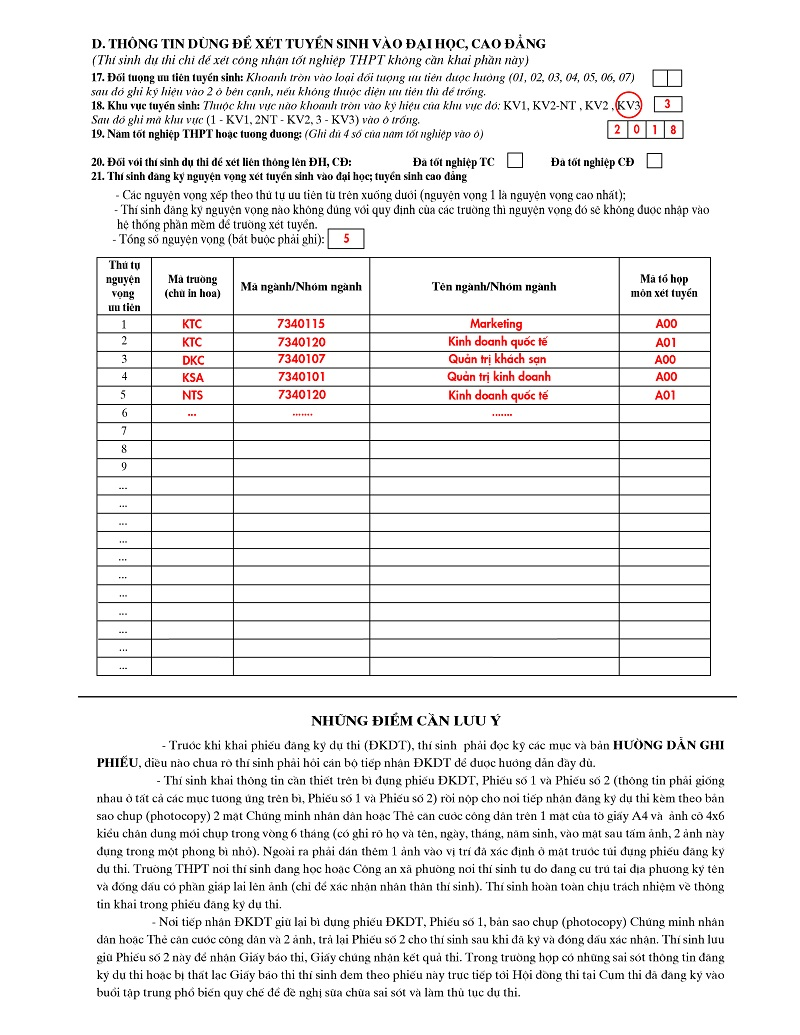 D. THÔNG TIN DÙNG ĐỂ XÉT TUYỂN SINH VÀO ĐẠI HỌC, CAO ĐẲNG
(Thí sinh dự thi chỉ để xét công nhận tốt nghiệp THPT không cần khai phần này)
17. Đối tượng ưu tiên tuyển sinh: Khoanh tròn vào loại đối tượng ưu tiên được hưởng (01, 02, 03, 04, 05, 06, 07)
sau đó ghi ký hiệu vào 2 ô bên cạnh, nếu không thuộc diện ưu tiên thì để trống.
18. Khu vực tuyển sinh: Thuộc khu vực nào khoanh tròn vào ký hiệu của khu vực đó: KV1, KV2-NT , KV2 , KV3 3
Sau đó ghi mã khu vực (1 - KV1, 2NT - KV2, 3 - KV3) vào ô trống.
19. Năm tốt nghiệp THPT hoặc tương đương: (Ghi đủ 4 số của năm tốt nghiệp vào ô) 2 0 1 8
20. Đối với thí sinh dự thi để xét liên thông lên ĐH, CĐ: Đã tốt nghiệp TC Đã tốt nghiệp CĐ
21. Thí sinh đăng ký nguyện vọng xét tuyển sinh vào đại học; tuyển sinh cao đẳng
- Các nguyện vọng xếp theo thứ tự ưu tiên từ trên xuống dưới (nguyện vọng 1 là nguyện vọng cao nhất);
- Thí sinh đăng ký nguyện vọng nào không đúng với quy định của các trường thì nguyện vọng đó sẽ không được nhập vào
hệ thống phần mềm để trường xét tuyển.
- Tổng số nguyện vọng (bắt buộc phải ghi): 5
Thứ tự nguyện vọng ưu tiên Mã trường (chữ in hoa) Mã ngành/Nhóm ngành Tên ngành/Nhóm ngành Mã tổ hợp môn xét tuyển
1 KTC 7340115 Marketing A00
2 KTC 7340120 Kinh doanh quốc tế A01
3 DKC 7340107 Quản trị khách sạn A00
4 KSA 7340101 Quản trị kinh doanh A00
5 NTS 7340120 Kinh doanh quốc tế A01
6 ... ....... .......
7
8
9
...
...
...
...
...
...
...
...
...
...
...
NHỮNG ĐIỂM CẦN LƯU Ý
- Trước khi khai phiếu đăng ký dự thi (ĐKDT), thí sinh phải đọc kỹ các mục và bản HƯỚNG DẪN GHI
PHIẾU, điều nào chưa rõ thí sinh phải hỏi cán bộ tiếp nhận ĐKDT để được hướng dẫn đầy đủ.
- Thí sinh khai thông tin cần thiết trên bì đựng phiếu ĐKDT, Phiếu số 1 và Phiếu số 2 (thông tin phải giống
nhau ở tất cả các mục tương ứng trên bì, Phiếu số 1 và Phiếu số 2) rồi nộp cho nơi tiếp nhận đăng ký dự thi kèm theo bản
sao chụp (photocopy) 2 mặt Chứng minh nhân dân hoặc Thẻ căn cước công dân trên 1 mặt của tờ giấy A4 và ảnh cỡ 4x6
kiểu chân dung mới chụp trong vòng 6 tháng (có ghi rõ họ và tên, ngày, tháng, năm sinh, vào mặt sau tấm ảnh, 2 ảnh này
đựng trong một phong bì nhỏ). Ngoài ra phải dán thêm 1 ảnh vào vị trí đã xác định ở mặt trước túi đựng phiếu đăng ký
dự thi. Trường THPT nơi thí sinh đang học hoặc Công an xã phường nơi thí sinh tự do đang cư trú tại địa phương ký tên
và đóng dấu có phần giáp lai lên ảnh (chỉ để xác nhận nhân thân thí sinh). Thí sinh hoàn toàn chịu trách nhiệm về thông
tin khai trong phiếu đăng ký dự thi.
- Nơi tiếp nhận ĐKDT giữ lại bì đựng phiếu ĐKDT, Phiếu số 1, bản sao chụp (photocopy) Chứng minh nhân
dân hoặc Thẻ căn cước công dân và 2 ảnh, trả lại Phiếu số 2 cho thí sinh sau khi đã ký và đóng dấu xác nhận. Thí sinh lưu
giữ Phiếu số 2 này để nhận Giấy báo thi, Giấy chứng nhận kết quả thi. Trong trường hợp có những sai sót thông tin đăng
ký dự thi hoặc bị thất lạc Giấy báo thi thí sinh đem theo phiếu này trực tiếp tới Hội đồng thi tại Cụm thi đã đăng ký vào
buổi tập trung phổ biến quy chế để đề nghị sửa chữa sai sót và làm thủ tục dự thi.